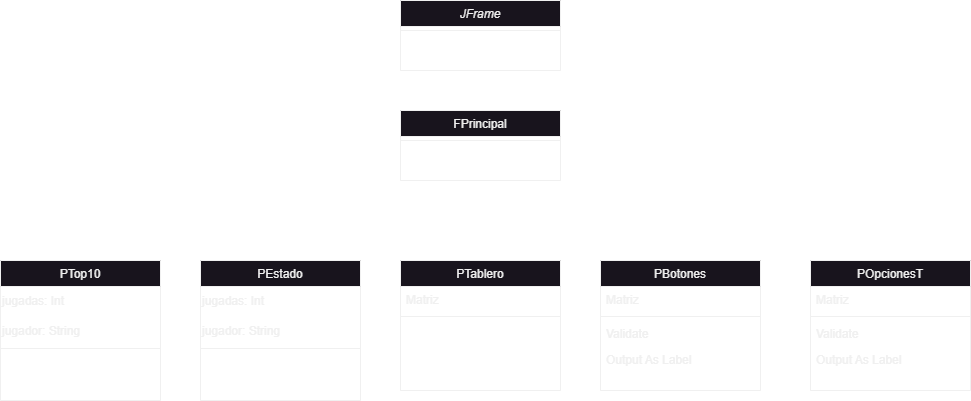 JFrame
FPrincipal
PTop10
jugadas: Int
jugador: String
PEstado
jugadas: Int
jugador: String
PTablero
Matriz
PBotones
Matriz
Validate
Output As Label
POpcionesT
Matriz
Validate
Output As Label